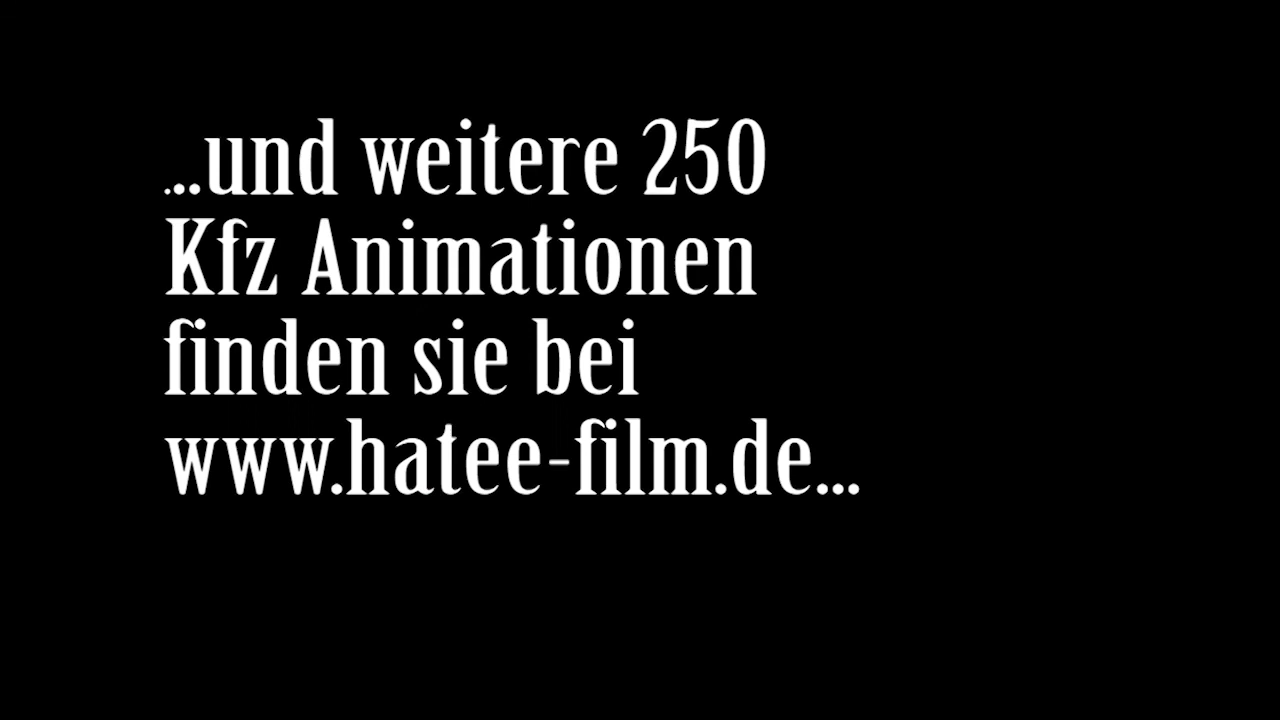 ...und weitere 250
Kfz Animationen
finden sie bei
www.hatee-film.de...